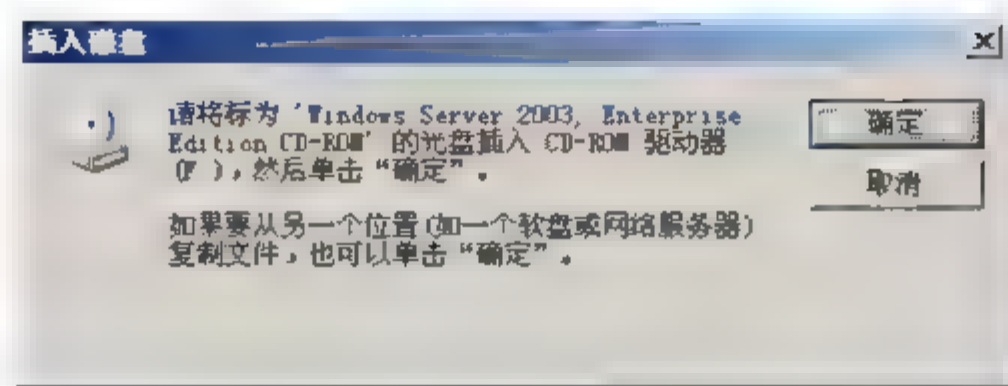 插入磁盘
请将标为 'Windows Server 2003, Enterprise
Edition CD-ROM' 的光盘插入 CD-ROM 驱动器
(F ), 然后单击“确定”。
如果要从另一个位置(如一个软盘或网络服务器)
复制文件，也可以单击“确定”。
确定
取消